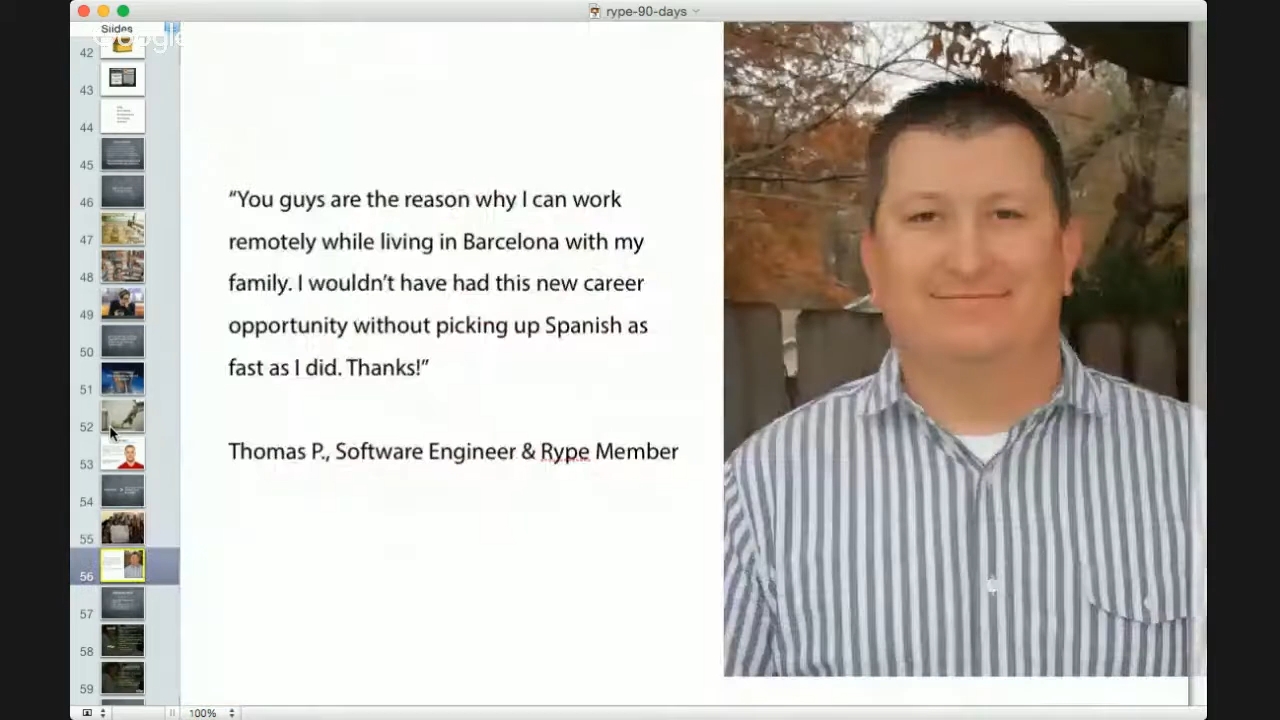 rype-90-days
Slides
Google
42
43
44
45
46
47
48
49
50
51
52
53
54
55
56
57
58
59
“You guys are the reason why I can work
remotely while living in Barcelona with my
family. I wouldn’t have had this new career
opportunity without picking up Spanish as
fast as I did. Thanks!”
Thomas P., Software Engineer & Rype Member
100%